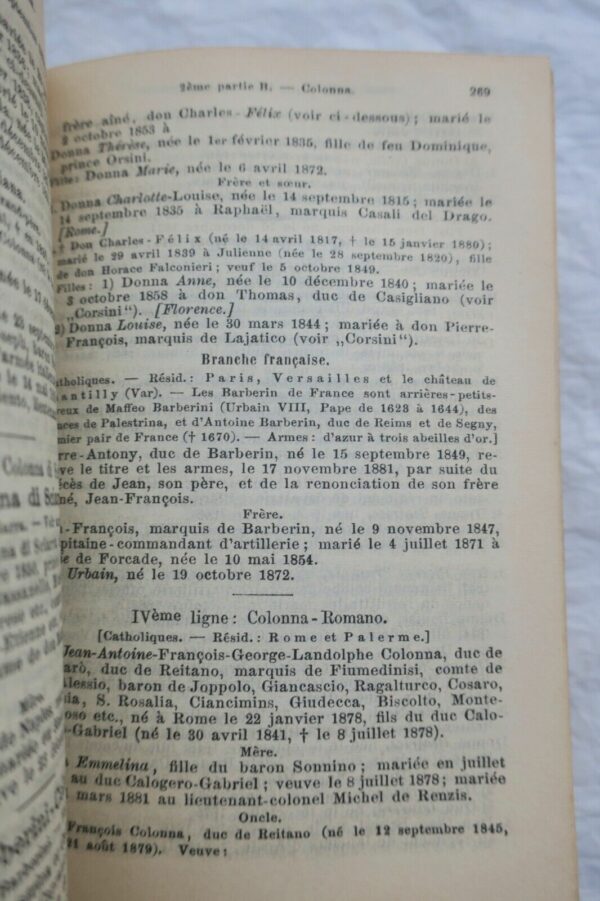 2ème partie B. — Colonna. 269
frère aîné, don Charles-Félix (voir ci-dessous); marié le
2 octobre 1853 à
Donna Thérèse, née le 1er février 1835, fille de feu Dominique,
prince Orsini.
Fille: Donna Marie, née le 6 avril 1872.
Frère et sœur.
Donna Charlotte-Louise, née le 14 septembre 1815; mariée le
14 septembre 1835 à Raphaël, marquis Casali del Drago.
[Rome.]
† Don Charles-Félix (né le 14 avril 1817, † le 15 janvier 1880);
marié le 29 avril 1839 à Julienne (née le 28 septembre 1820), fille
de don Horace Falconieri; veuf le 5 octobre 1849.
Filles: 1) Donna Anne, née le 10 décembre 1840; mariée le
3 octobre 1858 à don Thomas, duc de Casigliano (voir
„Corsini“). [Florence.]
2) Donna Louise, née le 30 mars 1844; mariée à don Pierre-
François, marquis de Lajatico (voir „Corsini“).
Branche française.
tholiques. — Résid.: Paris, Versailles et le château de
antilly (Var). — Les Barberin de France sont arrières-petits-
reux de Maffeo Barberini (Urbain VIII, Pape de 1623 à 1644), des
ces de Palestrina, et d'Antoine Barberin, duc de Reims et de Segny,
mier pair de France († 1670). — Armes: d'azur à trois abeilles d'or.]
rre-Antony, duc de Barberin, né le 15 septembre 1849, re-
ve le titre et les armes, le 17 novembre 1881, par suite du
écès de Jean, son père, et de la renonciation de son frère
né, Jean-François.
Frère.
-François, marquis de Barberin, né le 9 novembre 1847,
pitaine-commandant d'artillerie; marié le 4 juillet 1871 à
e de Forcade, née le 10 mai 1854.
Urbain, né le 19 octobre 1872.
IVème ligne: Colonna-Romano.
[Catholiques. — Résid.: Rome et Palerme.]
Jean-Antoine-François-George-Landolphe Colonna, duc de
arò, duc de Reitano, marquis de Fiumedinisi, comte de
lessio, baron de Joppolo, Giancascio, Ragalturco, Cosaro,
ia, S. Rosalia, Ciancimins, Giudecca, Biscolto, Monte-
oso etc., né à Rome le 22 janvier 1878, fils du duc Calo-
-Gabriel (né le 30 avril 1841, † le 8 juillet 1878).
Mère.
Emmelina, fille du baron Sonnino; mariée en juillet
au duc Calogero-Gabriel; veuve le 8 juillet 1878; mariée
mars 1881 au lieutenant-colonel Michel de Renzis.
Oncle.
François Colonna, duc de Reitano (né le 12 septembre 1845,
21 août 1879). Veuve: